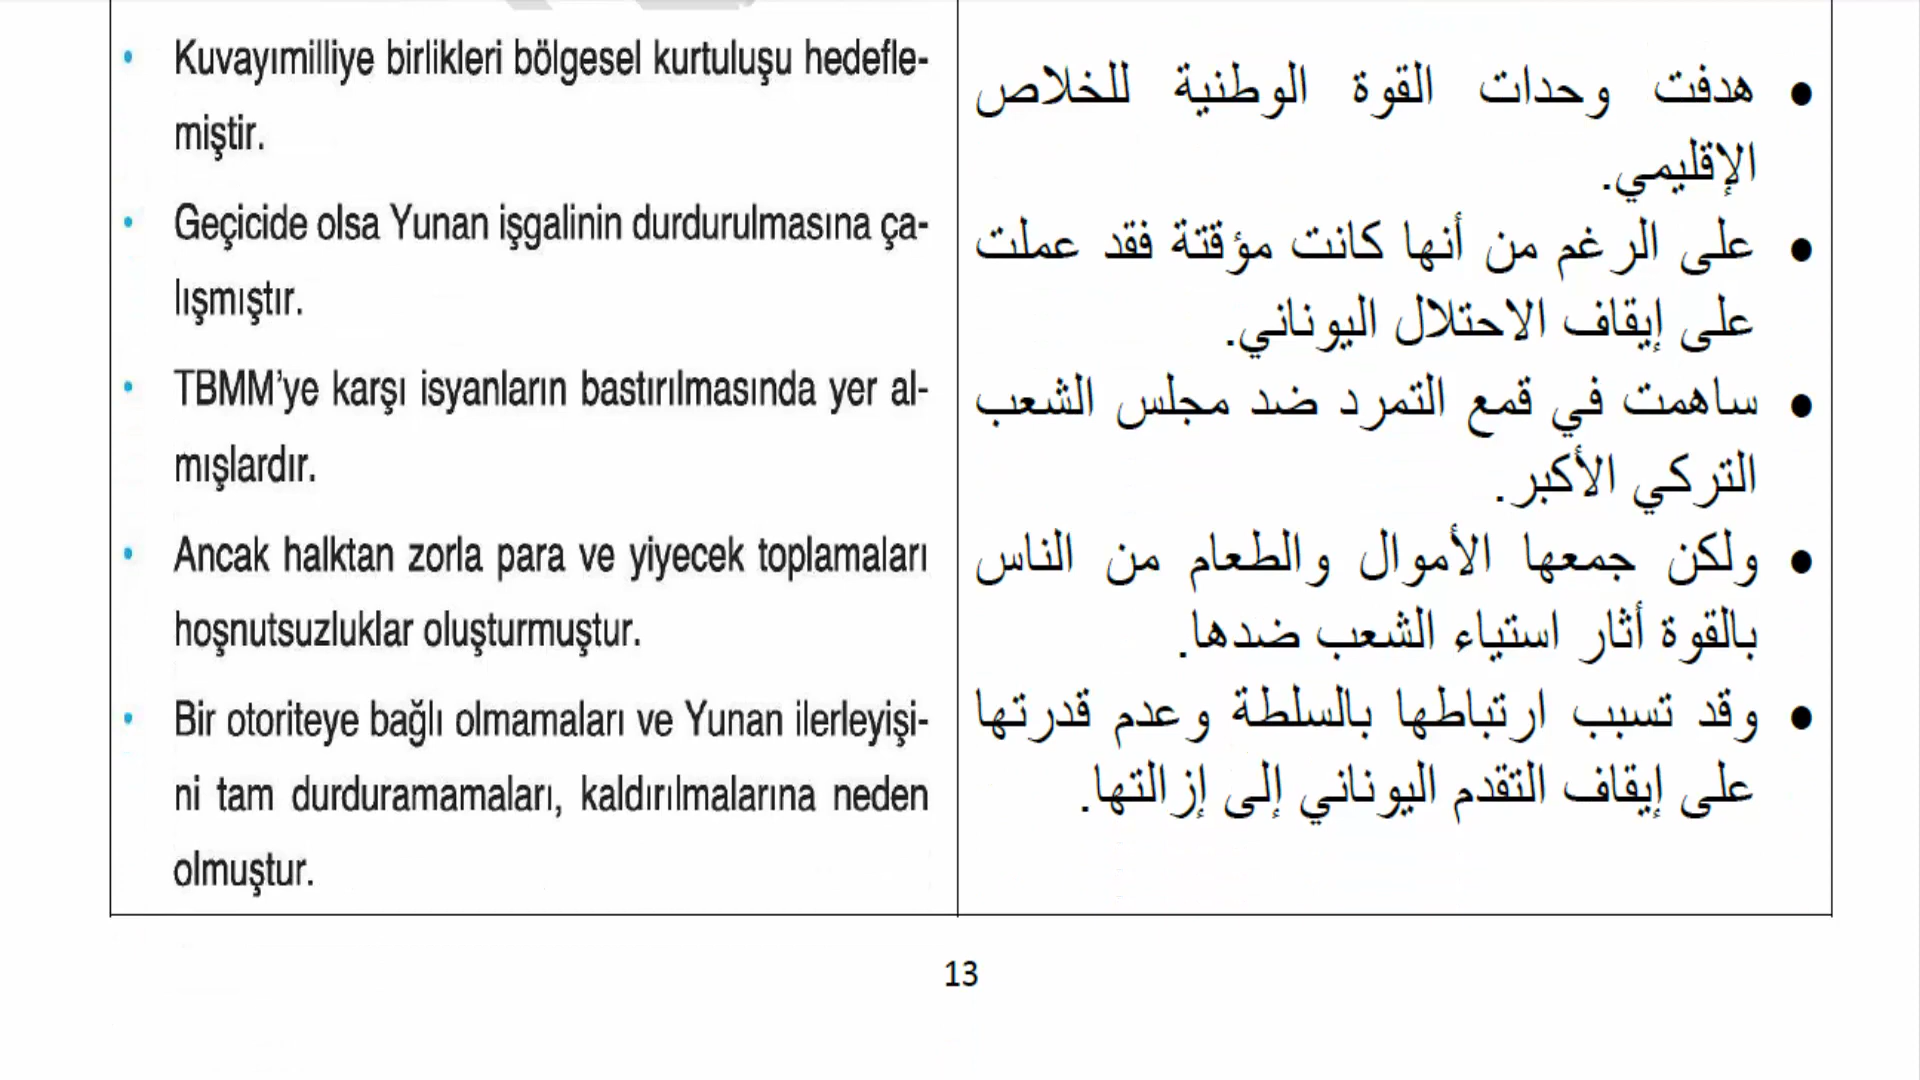 • Kuvayımilliye birlikleri bölgesel kurtuluşu hedefle-
miştir.
• Geçicide olsa Yunan işgalinin durdurulmasına ça-
lışmıştır.
• TBMM’ye karşı isyanların bastırılmasında yer al-
mışlardır.
• Ancak halktan zorla para ve yiyecek toplamaları
hoşnutsuzluklar oluşturmuştur.
• Bir otoriteye bağlı olmamaları ve Yunan ilerleyişi-
ni tam durduramamaları, kaldırılmalarına neden
olmuştur.
• هدفت وحدات القوة الوطنية للخلاص
الإقليمي.
• على الرغم من أنها كانت مؤقتة فقد عملت
على إيقاف الاحتلال اليوناني.
• ساهمت في قمع التمرد ضد مجلس الشعب
التركي الأكبر.
• ولكن جمعها الأموال والطعام من الناس
بالقوة أثار استياء الشعب ضدها.
• وقد تسبب ارتباطها بالسلطة وعدم قدرتها
على إيقاف التقدم اليوناني إلى إزالتها.
13